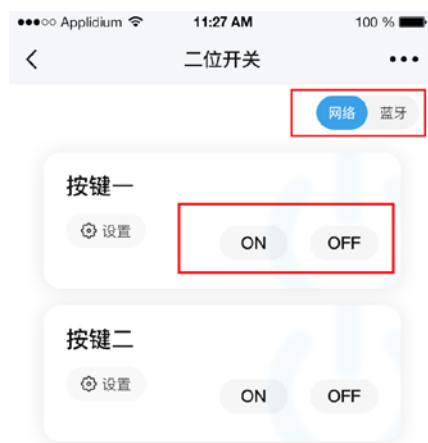 Applidium 11:27 AM 100 %
二位开关
网络 蓝牙
按键一
设置
ON OFF
按键二
设置
ON OFF